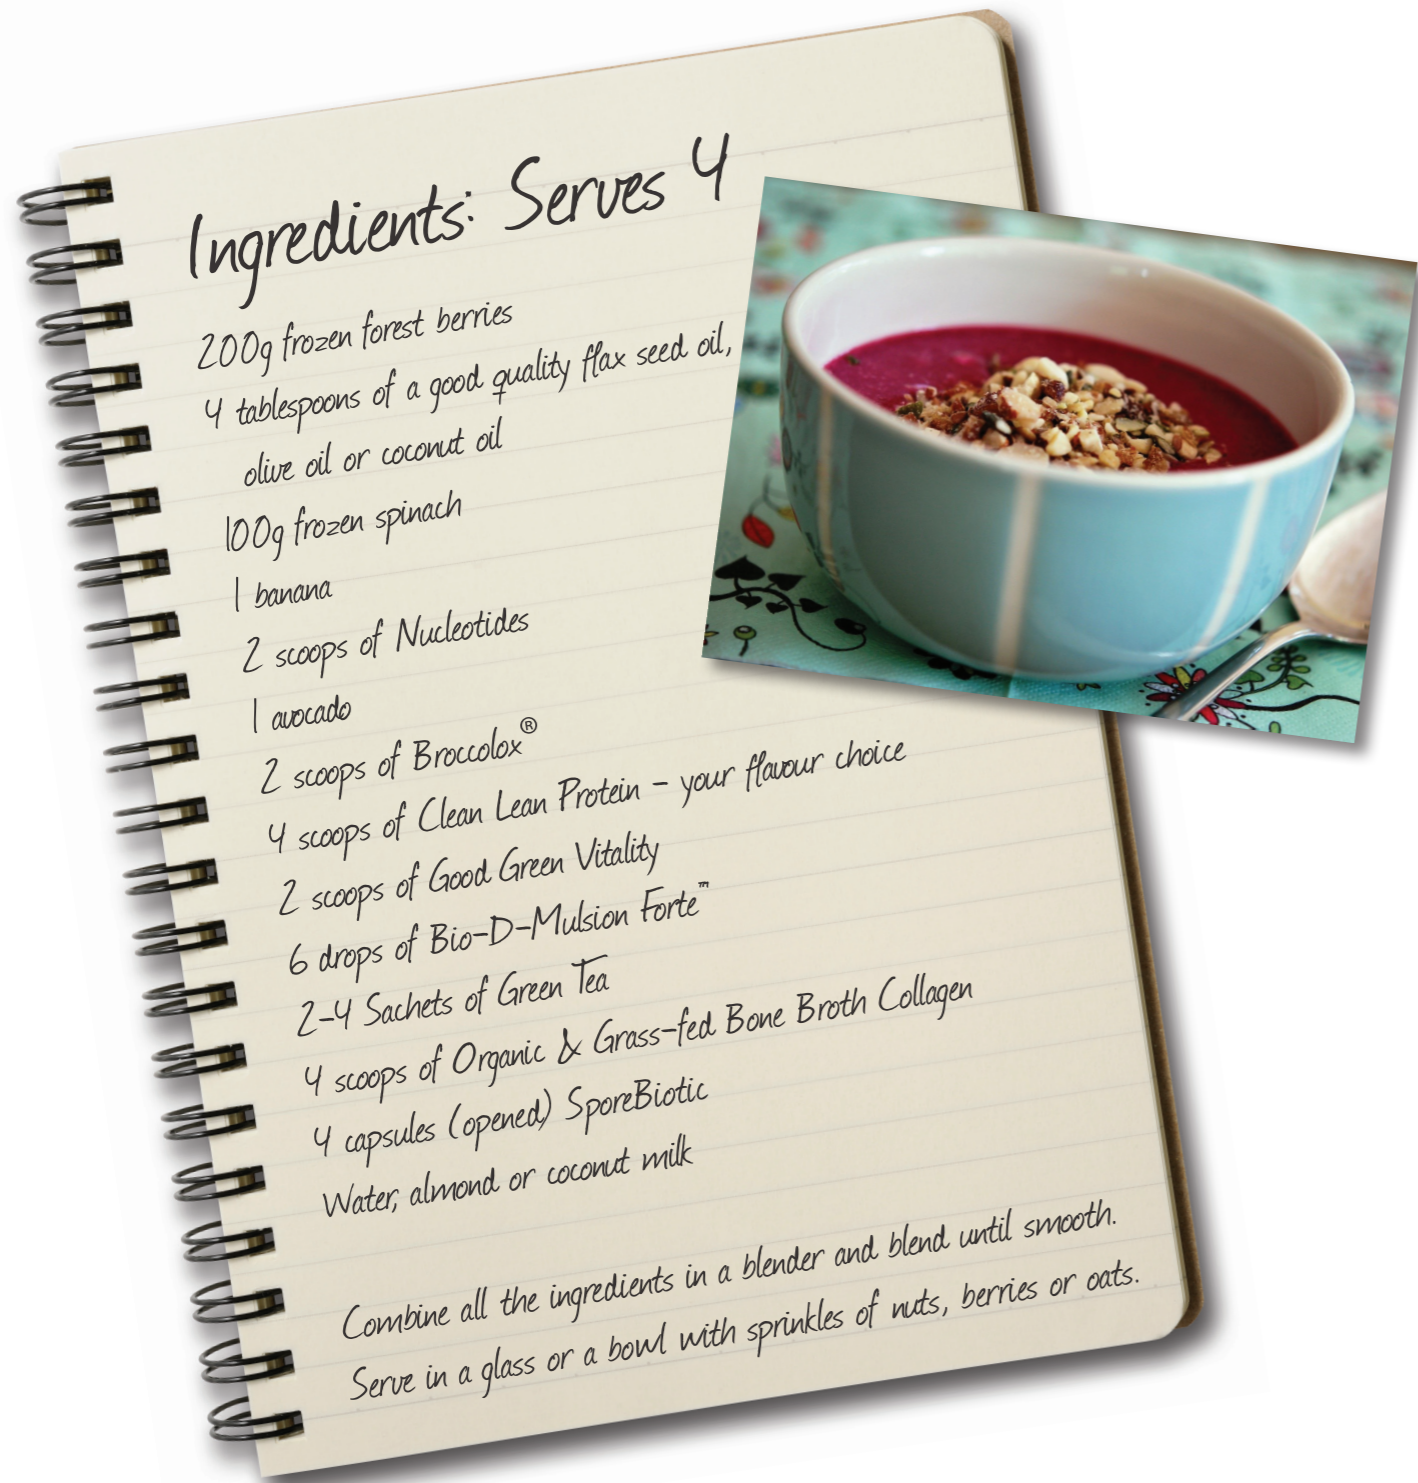 Ingredients: Serves 4
200g frozen forest berries
4 tablespoons of a good quality flax seed oil,
olive oil or coconut oil
100g frozen spinach
1 banana
2 scoops of Nucleotides
1 avocado
2 scoops of Broccolox®
4 scoops of Clean Lean Protein – your flavour choice
2 scoops of Good Green Vitality
6 drops of Bio-D-Mulsion Forte™
2-4 Sachets of Green Tea
4 scoops of Organic & Grass-fed Bone Broth Collagen
4 capsules (opened) SporeBiotic
Water, almond or coconut milk
Combine all the ingredients in a blender and blend until smooth.
Serve in a glass or a bowl with sprinkles of nuts, berries or oats.